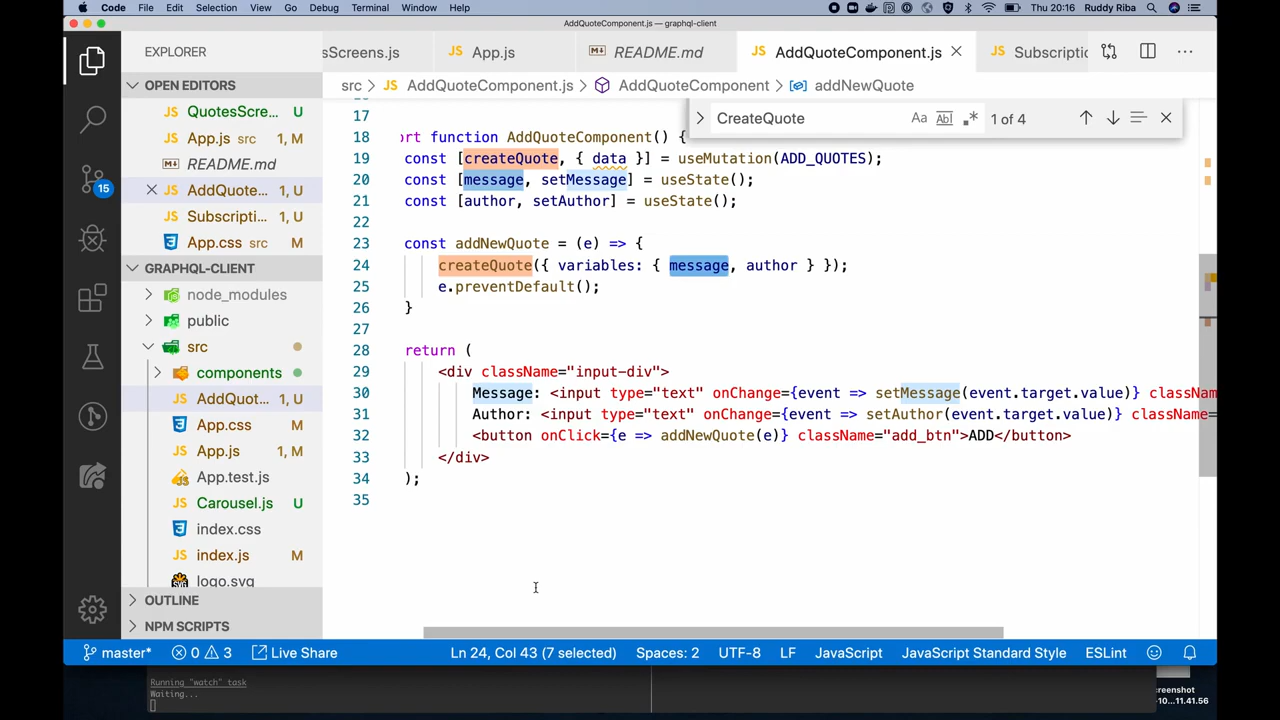 Code File Edit Selection View Go Debug Terminal Window Help Thu 20:16 Ruddy Riba
AddQuoteComponent.js — graphql-client
EXPLORER
sScreens.js
App.js
README.md
AddQuoteComponent.js
Subscriptio
OPEN EDITORS
QuotesScre... U
App.js src 1, M
README.md
AddQuote... 1, U
Subscripti... 1, U
App.css src M
GRAPHQL-CLIENT
node_modules
public
src
components
AddQuot... 1, U
App.css M
App.js 1, M
App.test.js
Carousel.js U
index.css
index.js M
logo.svg
OUTLINE
NPM SCRIPTS
15
src > JS AddQuoteComponent.js > AddQuoteComponent > addNewQuote
CreateQuote Aa Abl .* 1 of 4
17
18 ort function AddQuoteComponent() {
19 const [createQuote, { data }] = useMutation(ADD_QUOTES);
20 const [message, setMessage] = useState();
21 const [author, setAuthor] = useState();
22
23 const addNewQuote = (e) => {
24 createQuote({ variables: { message, author } });
25 e.preventDefault();
26 }
27
28 return (
29 <div className="input-div">
30 Message: <input type="text" onChange={event => setMessage(event.target.value)} classNam
31 Author: <input type="text" onChange={event => setAuthor(event.target.value)} className=
32 <button onClick={e => addNewQuote(e)} className="add_btn">ADD</button>
33 </div>
34 );
35
master* 0 3 Live Share Ln 24, Col 43 (7 selected) Spaces: 2 UTF-8 LF JavaScript JavaScript Standard Style ESLint
Running "watch" task
Waiting...
creenshot
-10...11.41.56